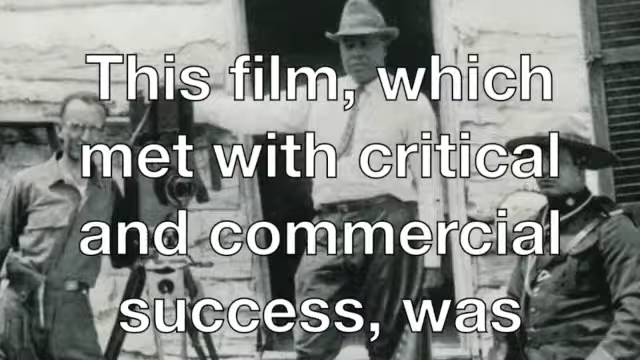 This film, which
met with critical
and commercial
success, was